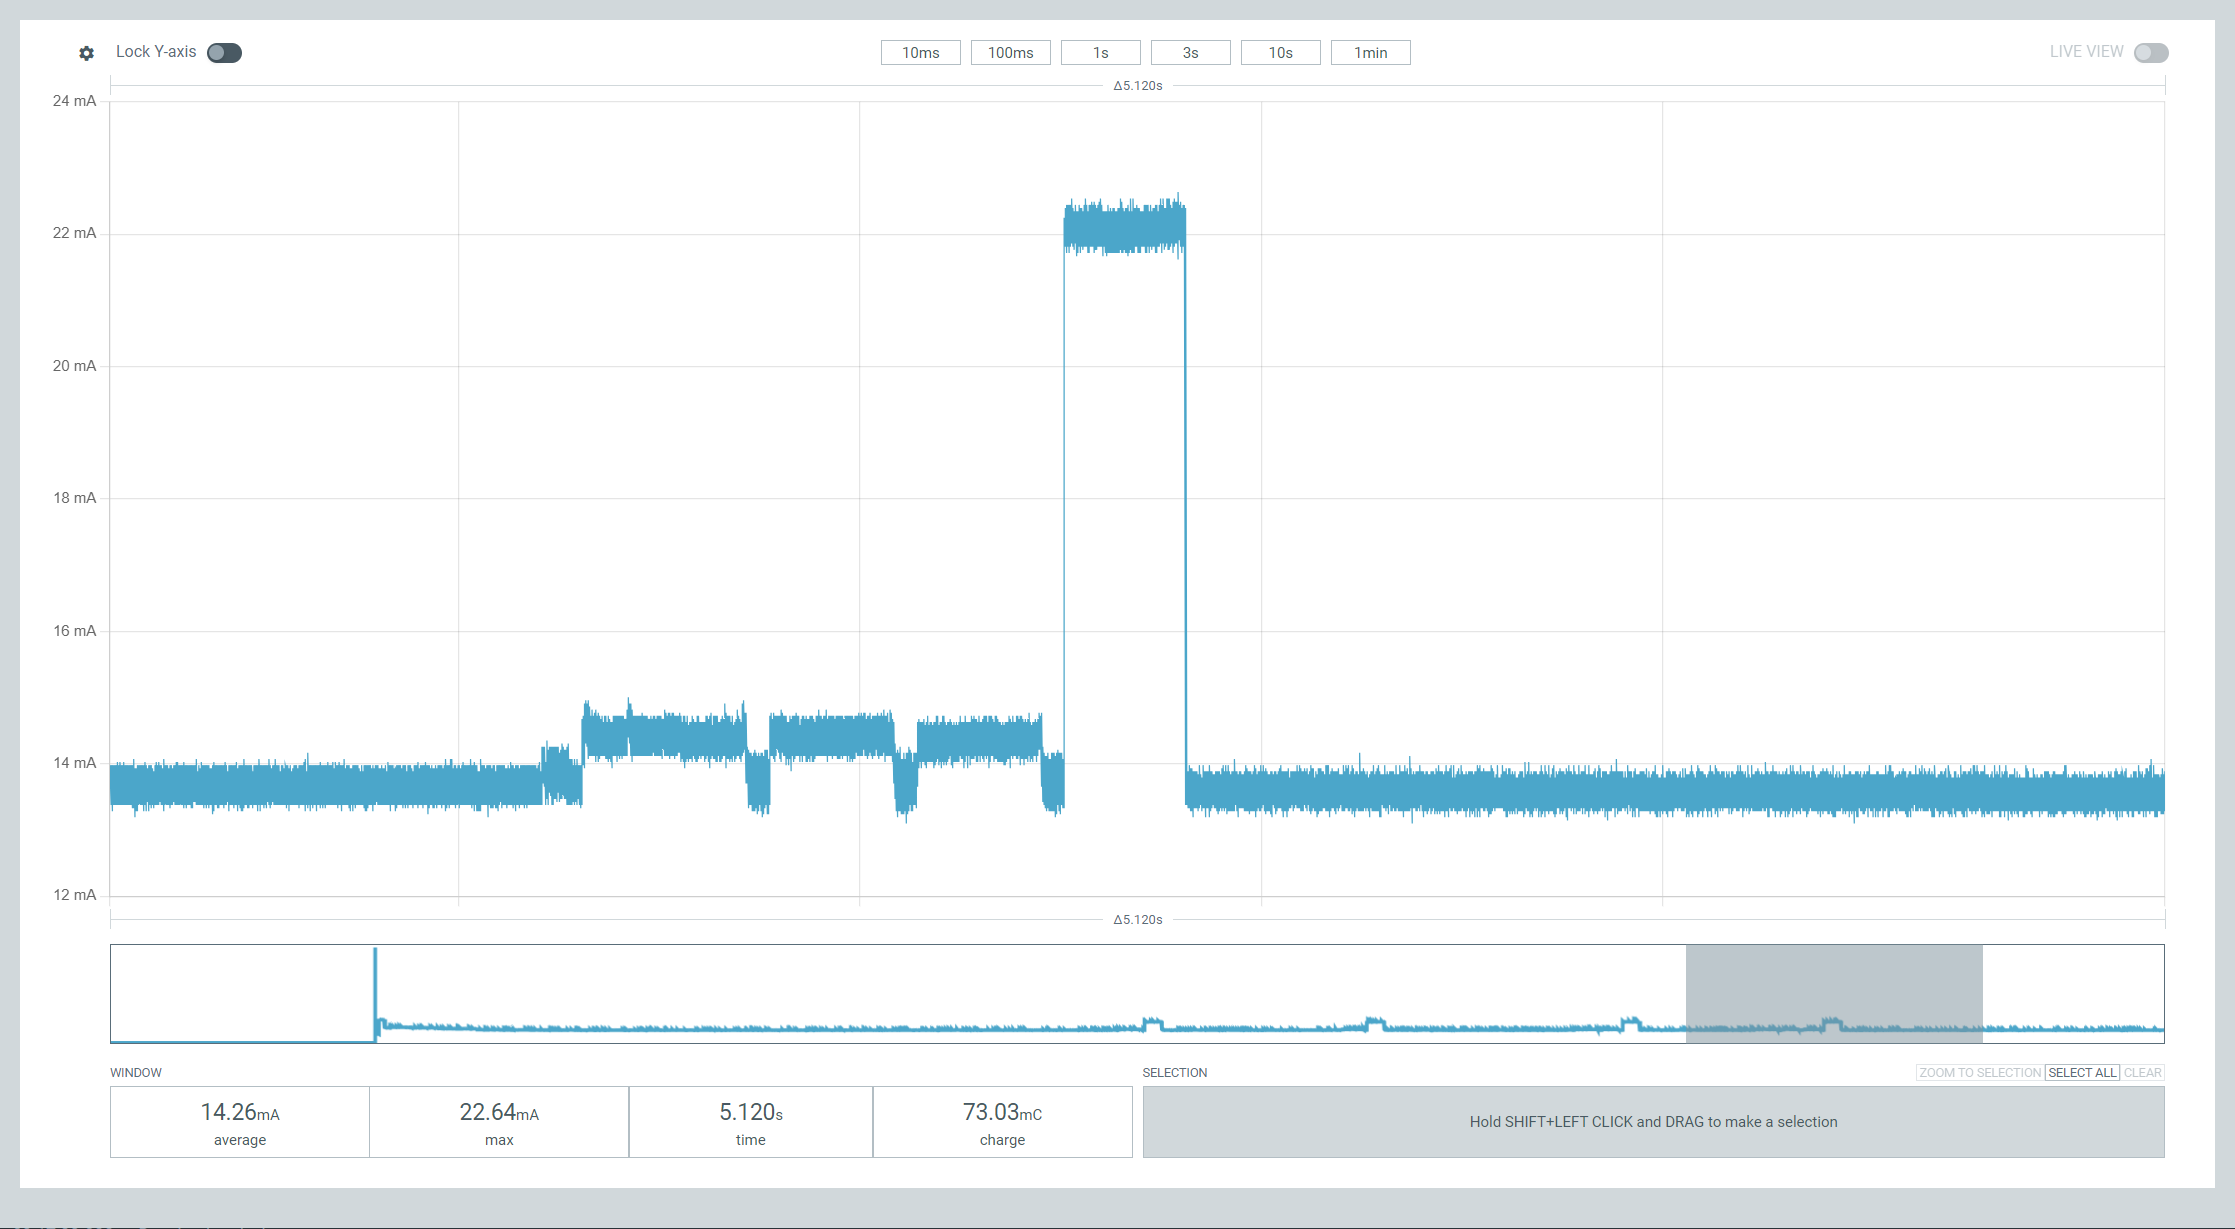 Lock Y-axis
10ms 100ms 1s 3s 10s 1min
LIVE VIEW
Δ5.120s
24 mA
22 mA
20 mA
18 mA
16 mA
14 mA
12 mA
Δ5.120s
WINDOW
14.26mA
average
22.64mA
max
5.120s
time
73.03mC
charge
SELECTION
ZOOM TO SELECTION SELECT ALL CLEAR
Hold SHIFT+LEFT CLICK and DRAG to make a selection